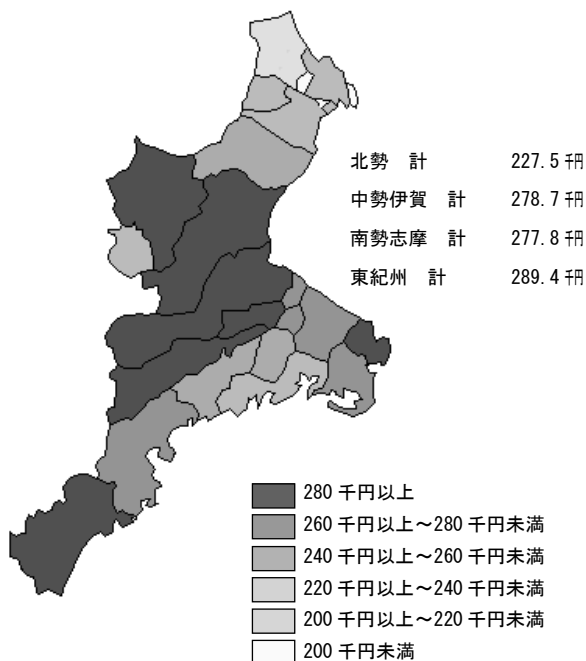 北勢 計 227.5 千円
中勢伊賀 計 278.7 千円
南勢志摩 計 277.8 千円
東紀州 計 289.4 千円
280 千円以上
260 千円以上～280 千円未満
240 千円以上～260 千円未満
220 千円以上～240 千円未満
200 千円以上～220 千円未満
200 千円未満